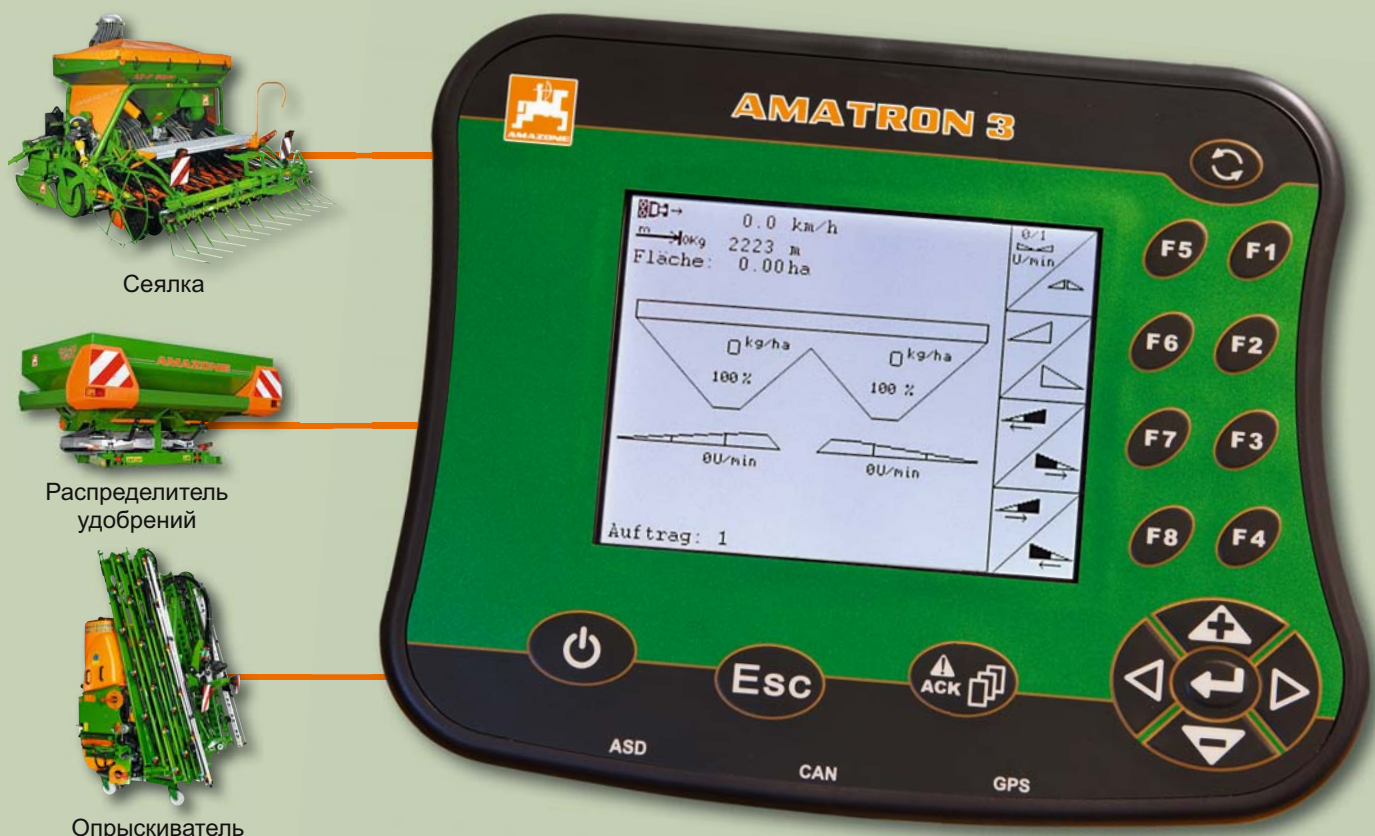 AMAZONE
AMATRON 3
0.0 km/h
m 0Kg 2223 m
Fläche: 0.00ha
0/1
U/min
0 kg/ha
0 kg/ha
100 %
100 %
0U/min
0U/min
Auftrag: 1
F5 F1
F6 F2
F7 F3
F8 F4
Esc
ACK
ASD
CAN
GPS
Сеялка
AMAZONE
Распределитель
удобрений
Опрыскиватель